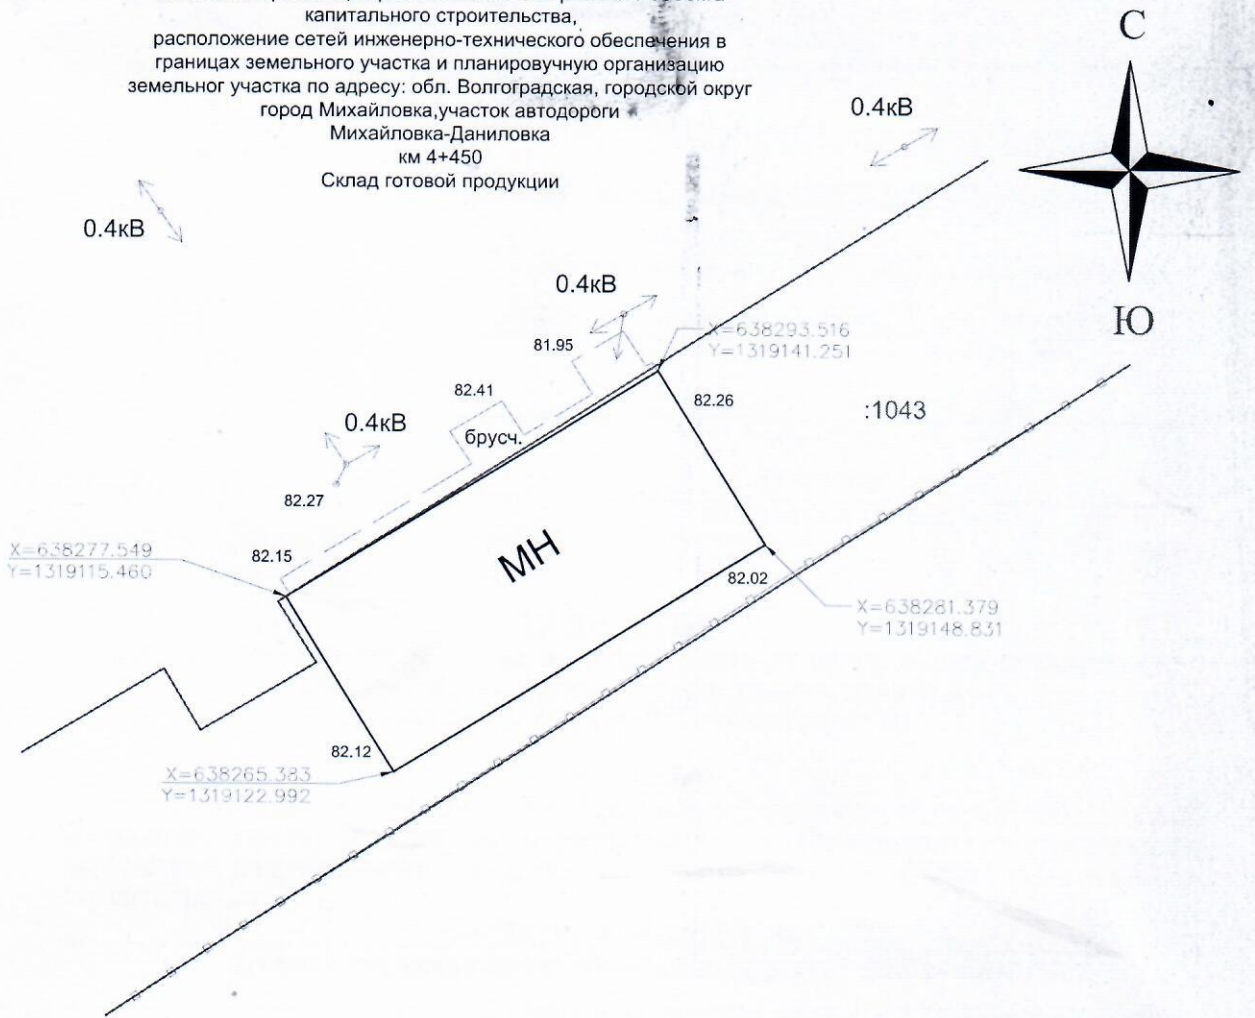 капитального строительства,
расположение сетей инженерно-технического обеспечения в
границах земельного участка и планировучную организацию
земельног участка по адресу: обл. Волгоградская, городской округ
город Михайловка,участок автодороги
Михайловка-Даниловка
км 4+450
Склад готовой продукции
С
0.4кВ
0.4кВ
0.4кВ
Ю
X=638293.516
Y=1319141.251
81.95
82.41
82.26
:1043
0.4кВ
брусч.
82.27
X=638277.549
Y=1319115.460
82.15
МН
82.02
X=638281.379
Y=1319148.831
82.12
X=638265.383
Y=1319122.992